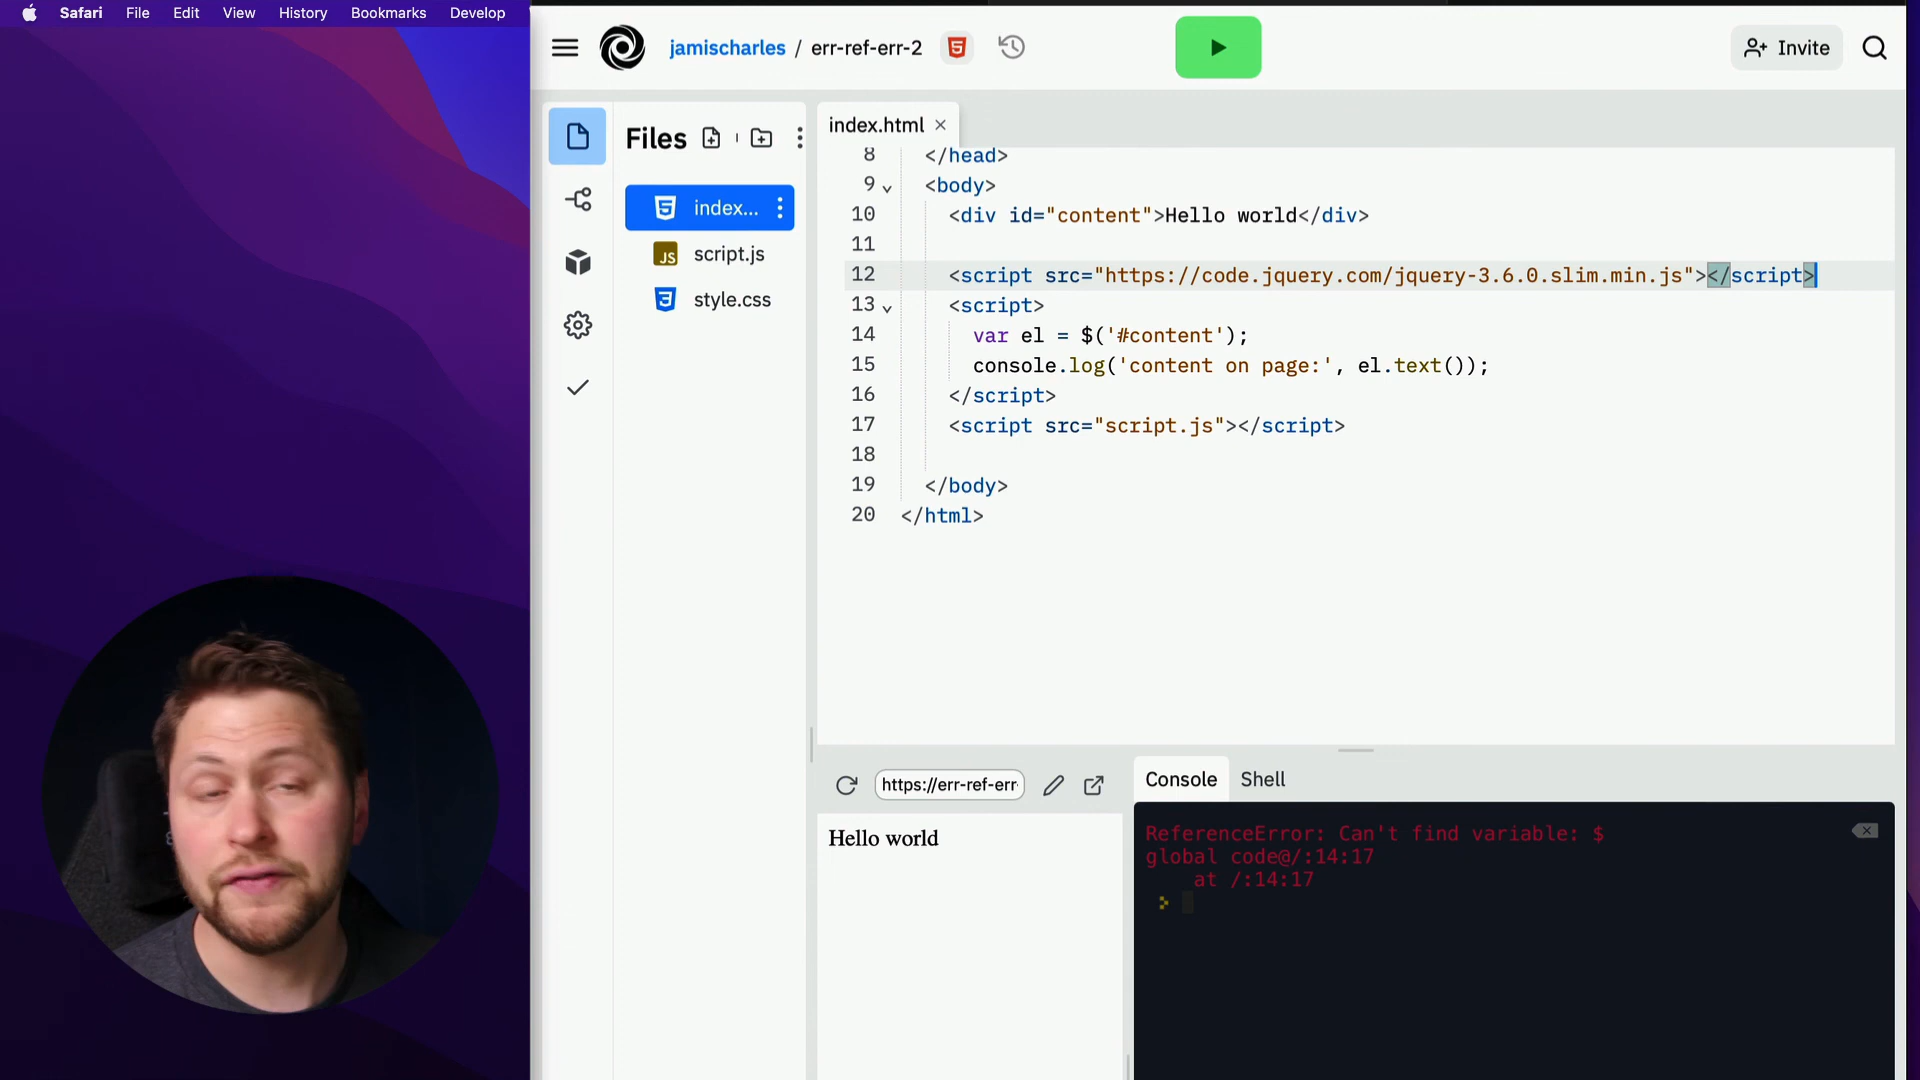 Safari File Edit View History Bookmarks Develop
jamischarles / err-ref-err-2
Invite
Files
index.html
index...
script.js
style.css
8 </head>
9 <body>
10 <div id="content">Hello world</div>
11
12 <script src="https://code.jquery.com/jquery-3.6.0.slim.min.js"></script>
13 <script>
14 var el = $('#content');
15 console.log('content on page:', el.text());
16 </script>
17 <script src="script.js"></script>
18
19 </body>
20 </html>
https://err-ref-err
Hello world
Console Shell
ReferenceError: Can't find variable: $
global code@/:14:17
at /:14:17